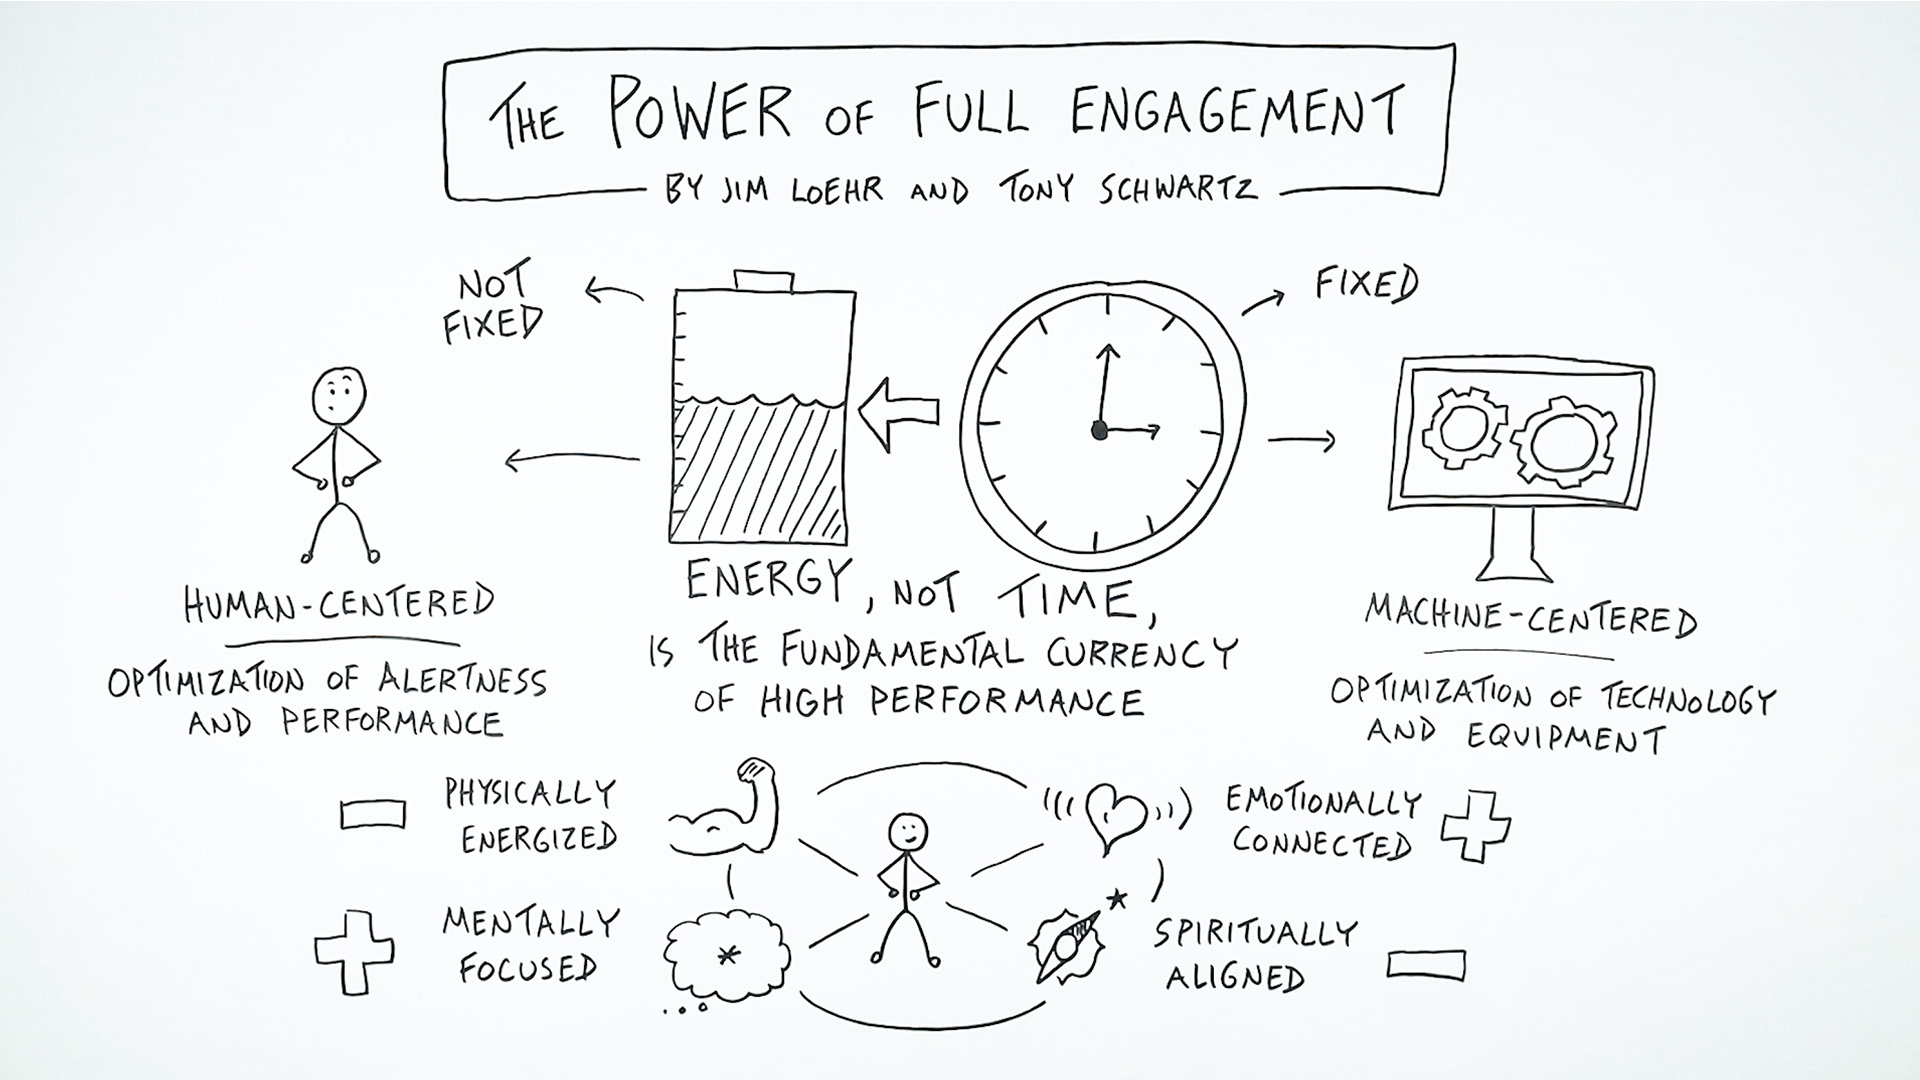 THE POWER OF FULL ENGAGEMENT
BY JIM LOEHR AND TONY SCHWARTZ
NOT
FIXED
FIXED
HUMAN-CENTERED
OPTIMIZATION OF ALERTNESS
AND PERFORMANCE
ENERGY, NOT TIME,
IS THE FUNDAMENTAL CURRENCY
OF HIGH PERFORMANCE
MACHINE-CENTERED
OPTIMIZATION OF TECHNOLOGY
AND EQUIPMENT
PHYSICALLY
ENERGIZED
EMOTIONALLY
CONNECTED
MENTALLY
FOCUSED
SPIRITUALLY
ALIGNED